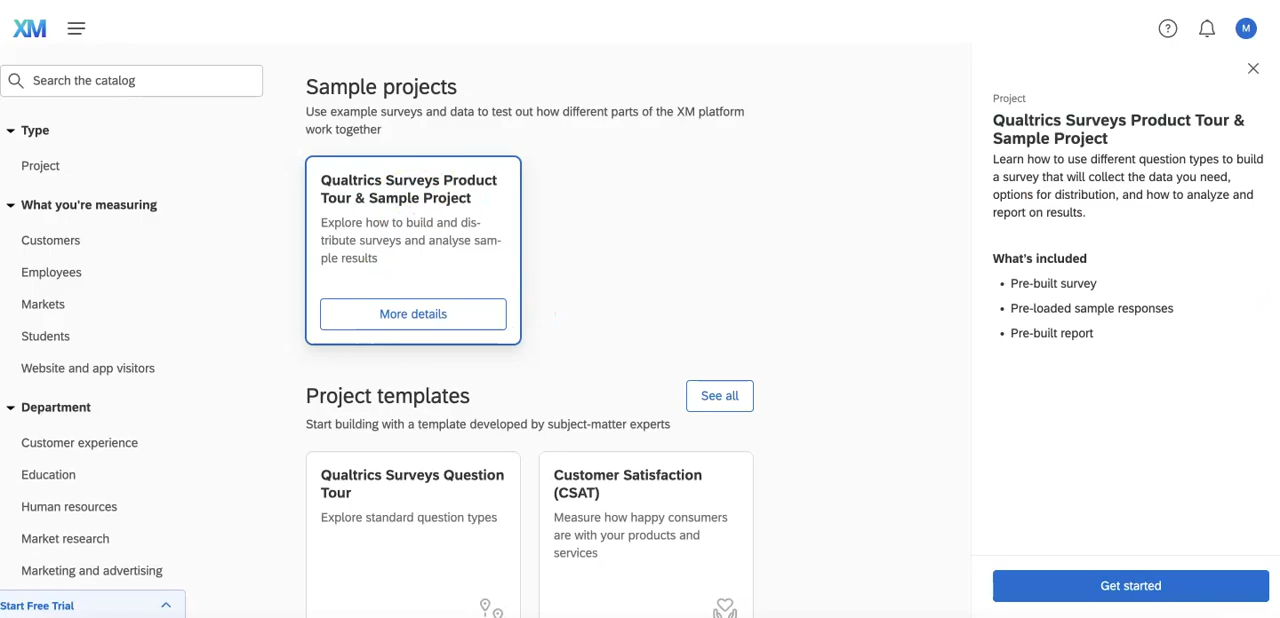 XM
M
Search the catalog
Type
Project
What you're measuring
Customers
Employees
Markets
Students
Website and app visitors
Department
Customer experience
Education
Human resources
Market research
Marketing and advertising
Start Free Trial
Sample projects
Use example surveys and data to test out how different parts of the XM platform
work together
Qualtrics Surveys Product
Tour & Sample Project
Explore how to build and dis-
tribute surveys and analyse sam-
ple results
More details
Project templates
See all
Start building with a template developed by subject-matter experts
Qualtrics Surveys Question
Tour
Explore standard question types
Customer Satisfaction
(CSAT)
Measure how happy consumers
are with your products and
services
Project
Qualtrics Surveys Product Tour &
Sample Project
Learn how to use different question types to build
a survey that will collect the data you need,
options for distribution, and how to analyze and
report on results.
What's included
• Pre-built survey
• Pre-loaded sample responses
• Pre-built report
Get started